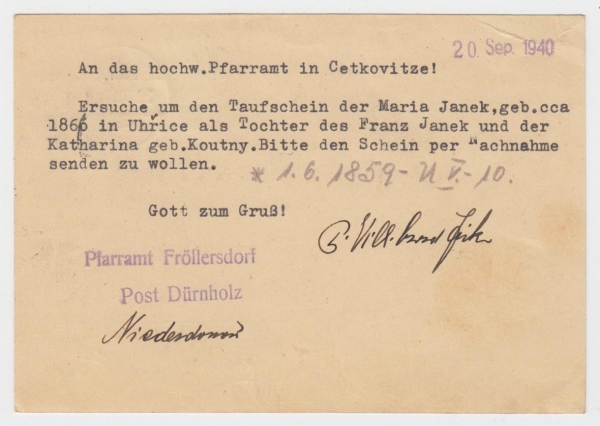 20. Sep. 1940
An das hochw.Pfarramt in Cetkovitze!
Ersuche um den Taufschein der Maria Janek,geb.cca
1866 in Uhřice als Tochter des Franz Janek und der
Katharina geb.Koutny.Bitte den Schein per Nachnahme
senden zu wollen.
* 1.6. 1859 - U V. - 10.
Gott zum Gruß!
Pfarramt Fröllersdorf
Post Dürnholz
Niederdonau